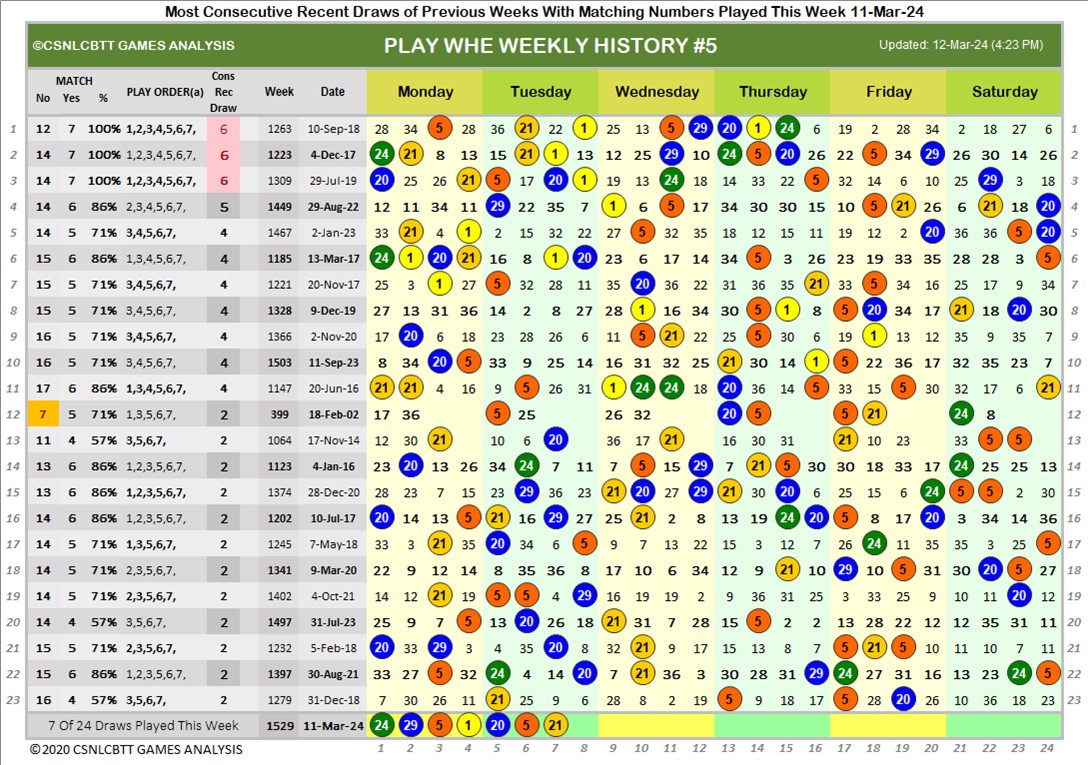 Most Consecutive Recent Draws of Previous Weeks With Matching Numbers Played This Week 11-Mar-24
©CSNLCBTT GAMES ANALYSIS PLAY WHE WEEKLY HISTORY #5 Updated: 12-Mar-24 (4:23 PM)
No MATCH Yes % PLAY ORDER(a) Cons Rec Draw Week Date Monday Tuesday Wednesday Thursday Friday Saturday
1 12 7 100% 1,2,3,4,5,6,7, 6 1263 10-Sep-18 28 34 5 28 36 21 22 1 25 13 5 29 20 1 24 6 19 2 28 34 2 18 27 6 1
2 14 7 100% 1,2,3,4,5,6,7, 6 1223 4-Dec-17 24 21 8 13 15 21 1 13 12 25 29 10 24 5 20 26 22 5 34 29 26 30 14 26 2
3 14 7 100% 1,2,3,4,5,6,7, 6 1309 29-Jul-19 20 25 26 21 5 17 20 1 19 13 24 18 14 33 22 5 32 14 6 10 25 29 3 18 3
4 14 6 86% 2,3,4,5,6,7, 5 1449 29-Aug-22 12 11 34 11 29 22 35 7 1 6 5 17 34 30 30 15 10 5 21 26 6 21 18 20 4
5 14 5 71% 3,4,5,6,7, 4 1467 2-Jan-23 33 21 4 1 2 15 32 22 27 5 32 35 18 12 15 11 19 12 2 20 36 36 5 20 5
6 15 6 86% 1,3,4,5,6,7, 4 1185 13-Mar-17 24 1 20 21 16 8 1 20 23 6 17 14 34 5 3 26 23 19 33 35 28 28 3 5 6
7 15 5 71% 3,4,5,6,7, 4 1221 20-Nov-17 25 3 1 27 5 32 28 11 35 20 22 36 31 36 35 21 33 5 34 16 25 17 9 34 7
8 15 5 71% 3,4,5,6,7, 4 1328 9-Dec-19 27 13 31 36 14 2 8 27 28 1 16 34 30 5 1 8 5 20 34 17 21 18 20 30 8
9 16 5 71% 3,4,5,6,7, 4 1366 2-Nov-20 17 20 6 18 23 28 26 6 11 5 21 22 25 5 30 6 19 1 13 12 35 9 35 7 9
10 16 5 71% 3,4,5,6,7, 4 1503 11-Sep-23 8 34 20 5 33 9 25 14 16 31 32 25 21 30 14 1 5 22 36 17 32 35 23 10
11 17 6 86% 1,3,4,5,6,7, 4 1147 20-Jun-16 21 21 4 16 9 5 26 31 1 24 24 18 20 36 14 5 33 15 5 30 32 17 6 21 11
12 7 5 71% 1,3,5,6,7, 2 399 18-Feb-02 17 36 5 25 26 32 20 5 5 21 24 8 12
13 11 4 57% 3,5,6,7, 2 1064 17-Nov-14 12 30 21 10 6 20 36 17 21 16 30 31 21 10 23 33 5 5 13
14 13 6 86% 1,2,3,5,6,7, 2 1123 4-Jan-16 23 20 13 26 34 24 7 11 7 5 15 29 7 21 5 30 30 18 33 17 24 25 25 13 14
15 13 6 86% 1,2,3,5,6,7, 2 1374 28-Dec-20 28 23 7 15 23 29 23 36 21 20 27 29 21 30 20 6 25 15 6 24 5 5 2 30 15
16 14 6 86% 1,2,3,5,6,7, 2 1202 10-Jul-17 20 14 13 5 21 16 29 27 25 21 2 8 13 19 24 20 5 8 17 20 3 34 14 36 16
17 14 5 71% 1,3,5,6,7, 2 1245 7-May-18 33 3 21 35 20 34 6 5 9 7 13 22 15 3 12 7 26 24 11 35 35 3 25 5 17
18 14 5 71% 2,3,5,6,7, 2 1341 9-Mar-20 22 9 12 14 8 35 36 8 17 10 6 34 12 9 21 10 29 10 5 31 30 20 5 27 18
19 14 5 71% 2,3,5,6,7, 2 1402 4-Oct-21 14 12 21 19 5 5 4 29 16 19 19 2 9 36 31 25 3 33 25 9 10 11 20 12 19
20 14 4 57% 3,5,6,7, 2 1497 31-Jul-23 25 9 7 5 13 20 26 18 21 31 7 28 15 5 2 2 13 28 22 12 12 35 31 11 20
21 15 5 71% 2,3,5,6,7, 2 1232 5-Feb-18 20 33 29 3 4 35 20 8 32 21 9 17 15 13 8 7 5 21 5 10 11 10 7 11 21
22 15 6 86% 1,2,3,5,6,7, 2 1397 30-Aug-21 33 27 5 32 24 4 14 20 7 21 10 36 30 28 31 29 24 27 31 16 13 23 24 5 22
23 16 4 57% 3,5,6,7, 2 1279 31-Dec-18 7 30 26 11 21 25 9 6 28 8 2 19 5 9 18 17 5 28 20 26 10 36 18 23 23
7 Of 24 Draws Played This Week 1529 11-Mar-24 24 29 5 1 20 5 21
© 2020 CSNLCBTT GAMES ANALYSIS 1 2 3 4 5 6 7 8 9 10 11 12 13 14 15 16 17 18 19 20 21 22 23 24